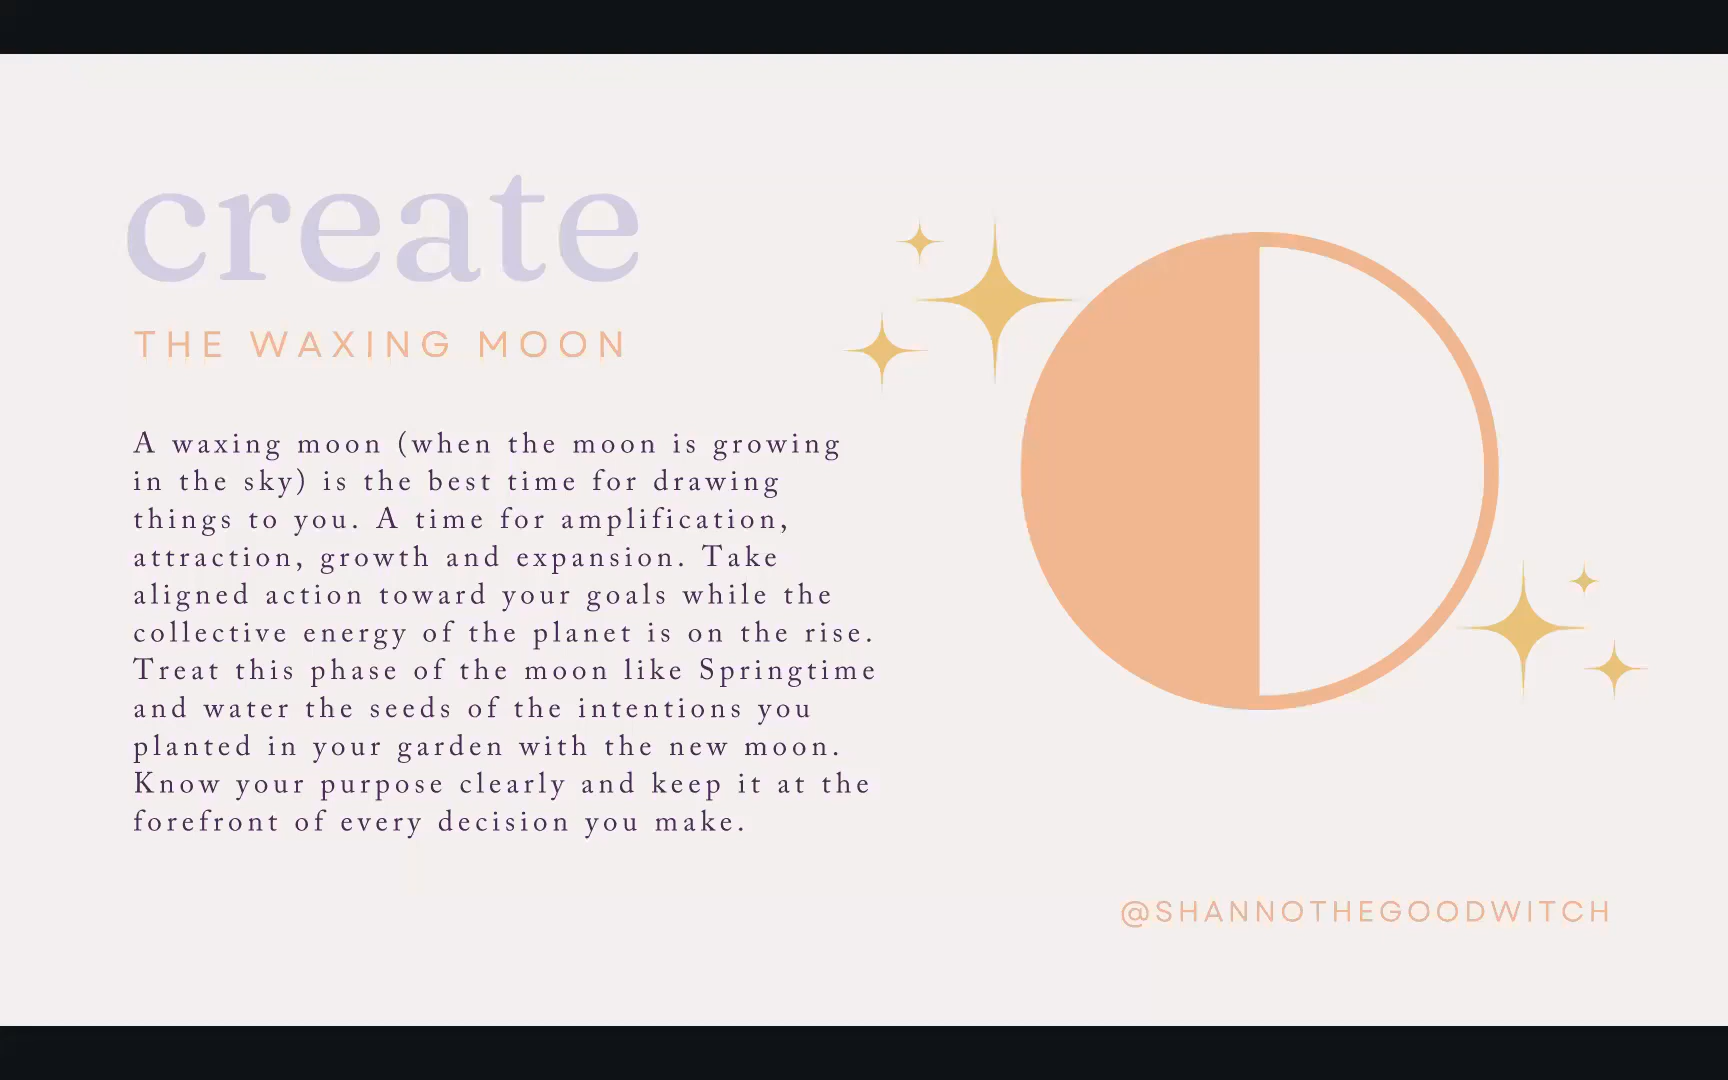 create
THE WAXING MOON
A waxing moon (when the moon is growing
in the sky) is the best time for drawing
things to you. A time for amplification,
attraction, growth and expansion. Take
aligned action toward your goals while the
collective energy of the planet is on the rise.
Treat this phase of the moon like Springtime
and water the seeds of the intentions you
planted in your garden with the new moon.
Know your purpose clearly and keep it at the
forefront of every decision you make.
@SHANNOTHEGOODWITCH